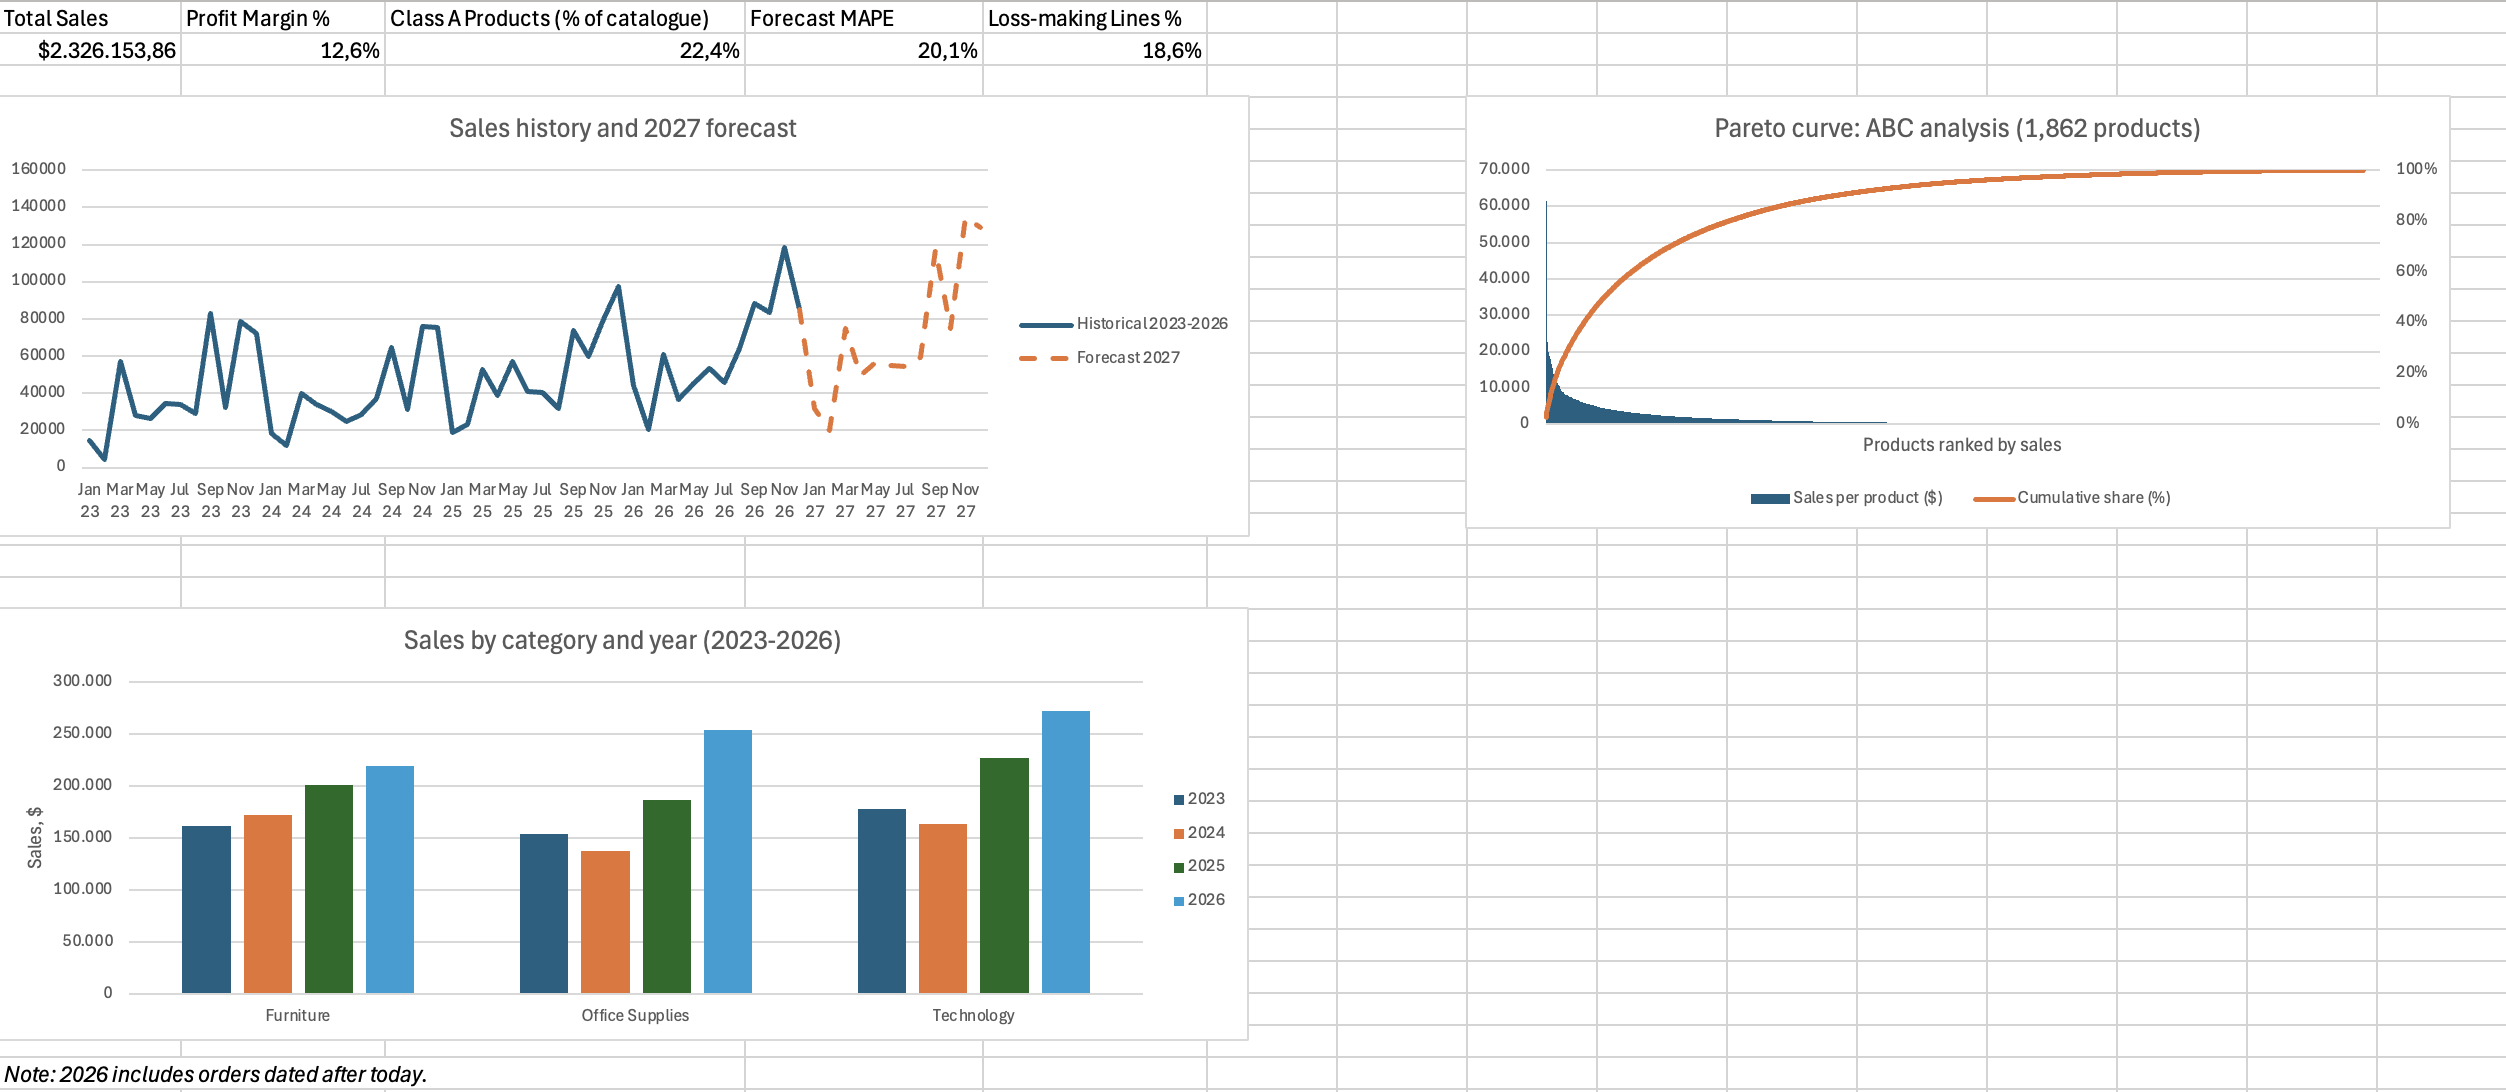 Total Sales Profit Margin % Class A Products (% of catalogue) Forecast MAPE Loss-making Lines %
$2.326.153,86 12,6% 22,4% 20,1% 18,6%
Sales history and 2027 forecast
160000
140000
120000
100000
80000
60000
40000
20000
0
Jan Mar May Jul Sep Nov Jan Mar May Jul Sep Nov Jan Mar May Jul Sep Nov Jan Mar May Jul Sep Nov Jan Mar May Jul Sep Nov
23 23 23 23 23 23 24 24 24 24 24 24 25 25 25 25 25 25 26 26 26 26 26 26 27 27 27 27 27 27
Historical 2023-2026
Forecast 2027
Pareto curve: ABC analysis (1,862 products)
70.000
60.000
50.000
40.000
30.000
20.000
10.000
0
100%
80%
60%
40%
20%
0%
Products ranked by sales
Sales per product ($) Cumulative share (%)
Sales by category and year (2023-2026)
Sales, $
300.000
250.000
200.000
150.000
100.000
50.000
0
Furniture Office Supplies Technology
2023
2024
2025
2026
Note: 2026 includes orders dated after today.